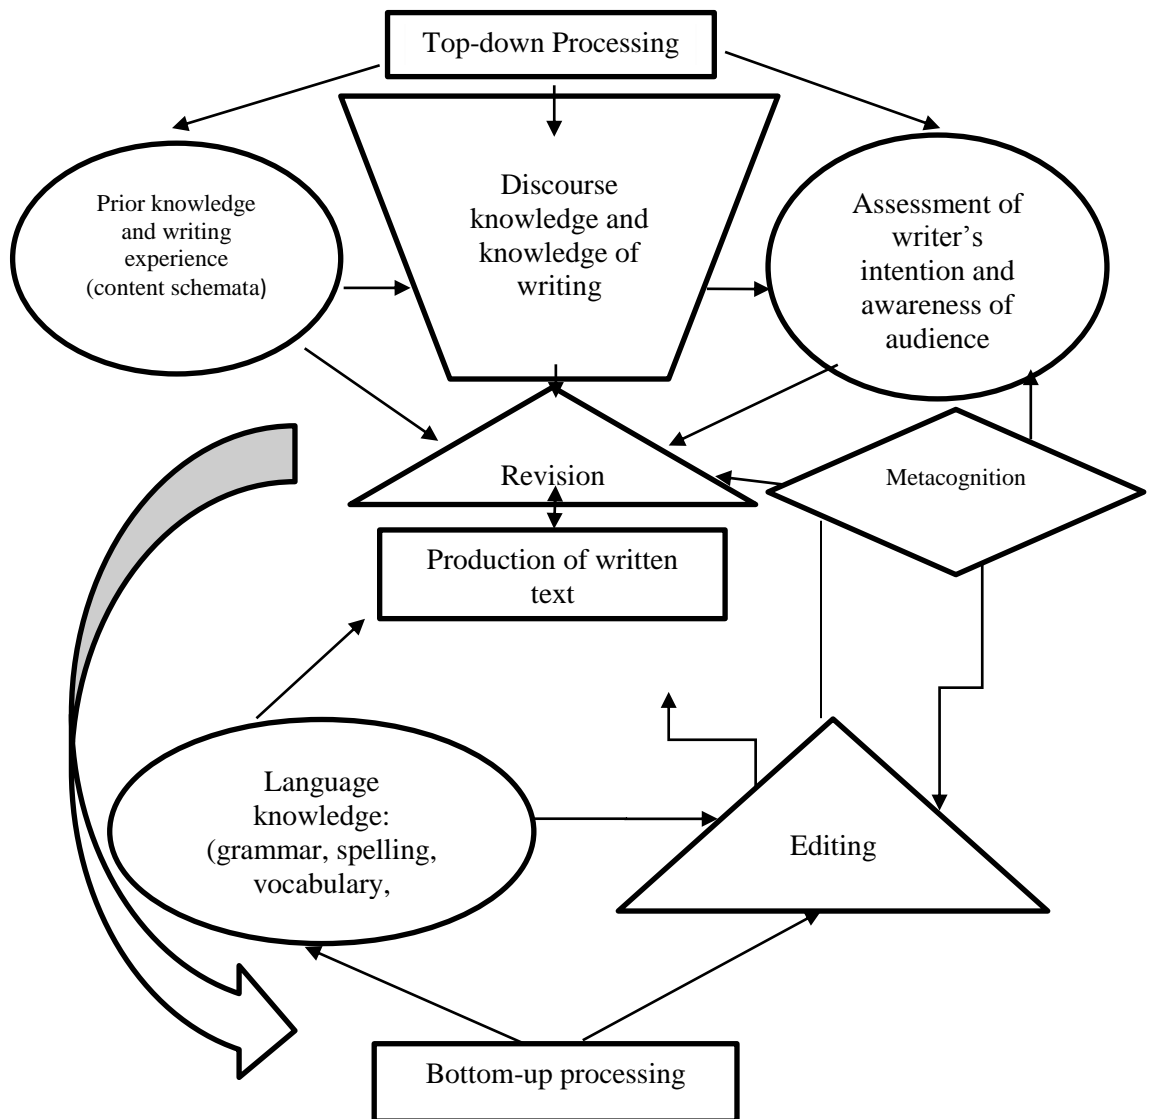 Top-down Processing
Prior knowledge
and writing
experience
(content schemata)
Discourse
knowledge and
knowledge of
writing
Assessment of
writer’s
intention and
awareness of
audience
Revision
Metacognition
Production of written
text
Language
knowledge:
(grammar, spelling,
vocabulary,
Editing
Bottom-up processing